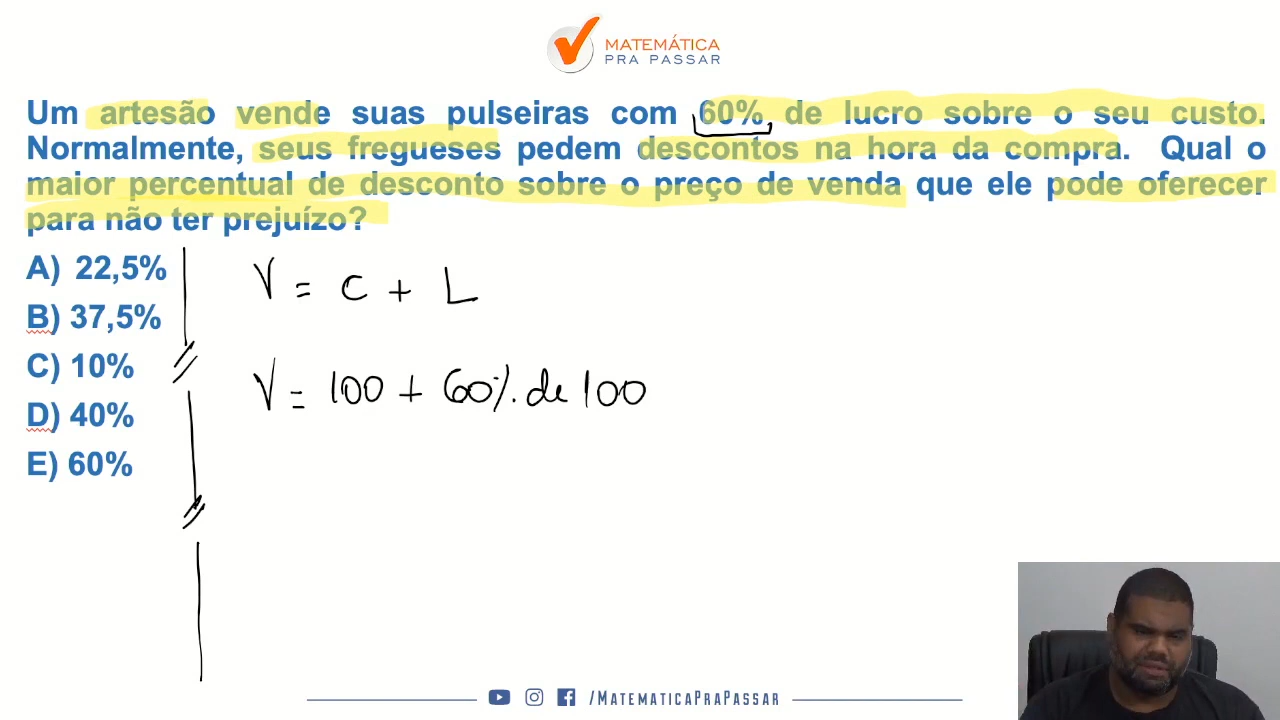 MATEMÁTICA
PRA PASSAR
Um artesão vende suas pulseiras com 60%, de lucro sobre o seu custo.
Normalmente, seus fregueses pedem descontos na hora da compra. Qual o
maior percentual de desconto sobre o preço de venda que ele pode oferecer
para não ter prejuízo?
A) 22,5%
B) 37,5%
C) 10%
D) 40%
E) 60%
V = C + L
V = 100 + 60% de 100
/MATEMATICAPRAPASSAR